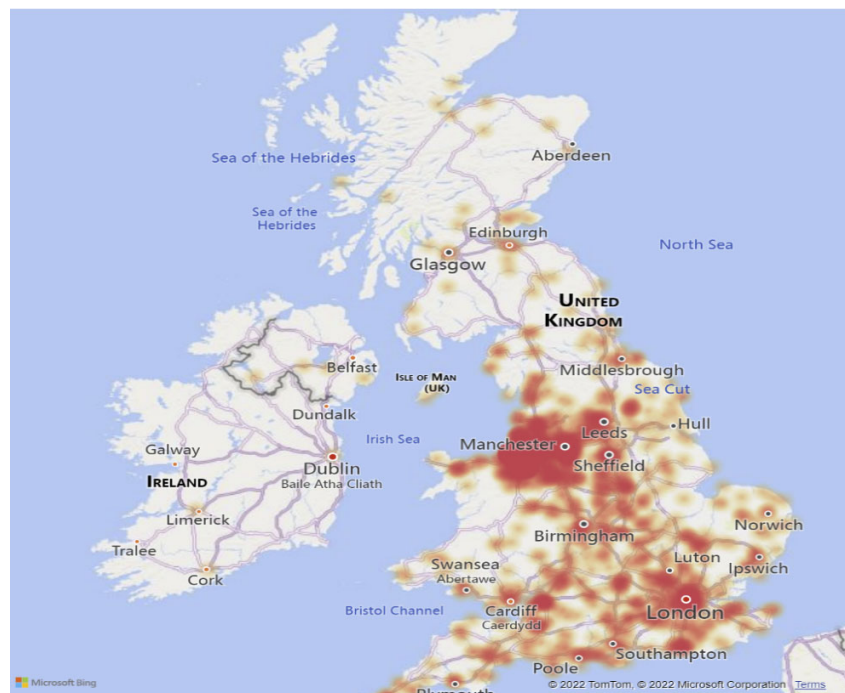 Sea of the Hebrides
Aberdeen
Sea of the
Hebrides
Edinburgh
North Sea
Glasgow
UNITED
KINGDOM
Belfast
ISLE OF MAN
(UK)
Middlesbrough
Sea Cut
Dundalk
Galway
Irish Sea
Manchester
Leeds
Hull
Dublin
Baile Atha Cliath
Sheffield
IRELAND
Limerick
Norwich
Birmingham
Tralee
Swansea
Abertawe
Luton
Ipswich
Cork
Bristol Channel
Cardiff
Caerdydd
London
Southampton
Poole
Plymouth
Microsoft Bing
© 2022 TomTom, © 2022 Microsoft Corporation Terms